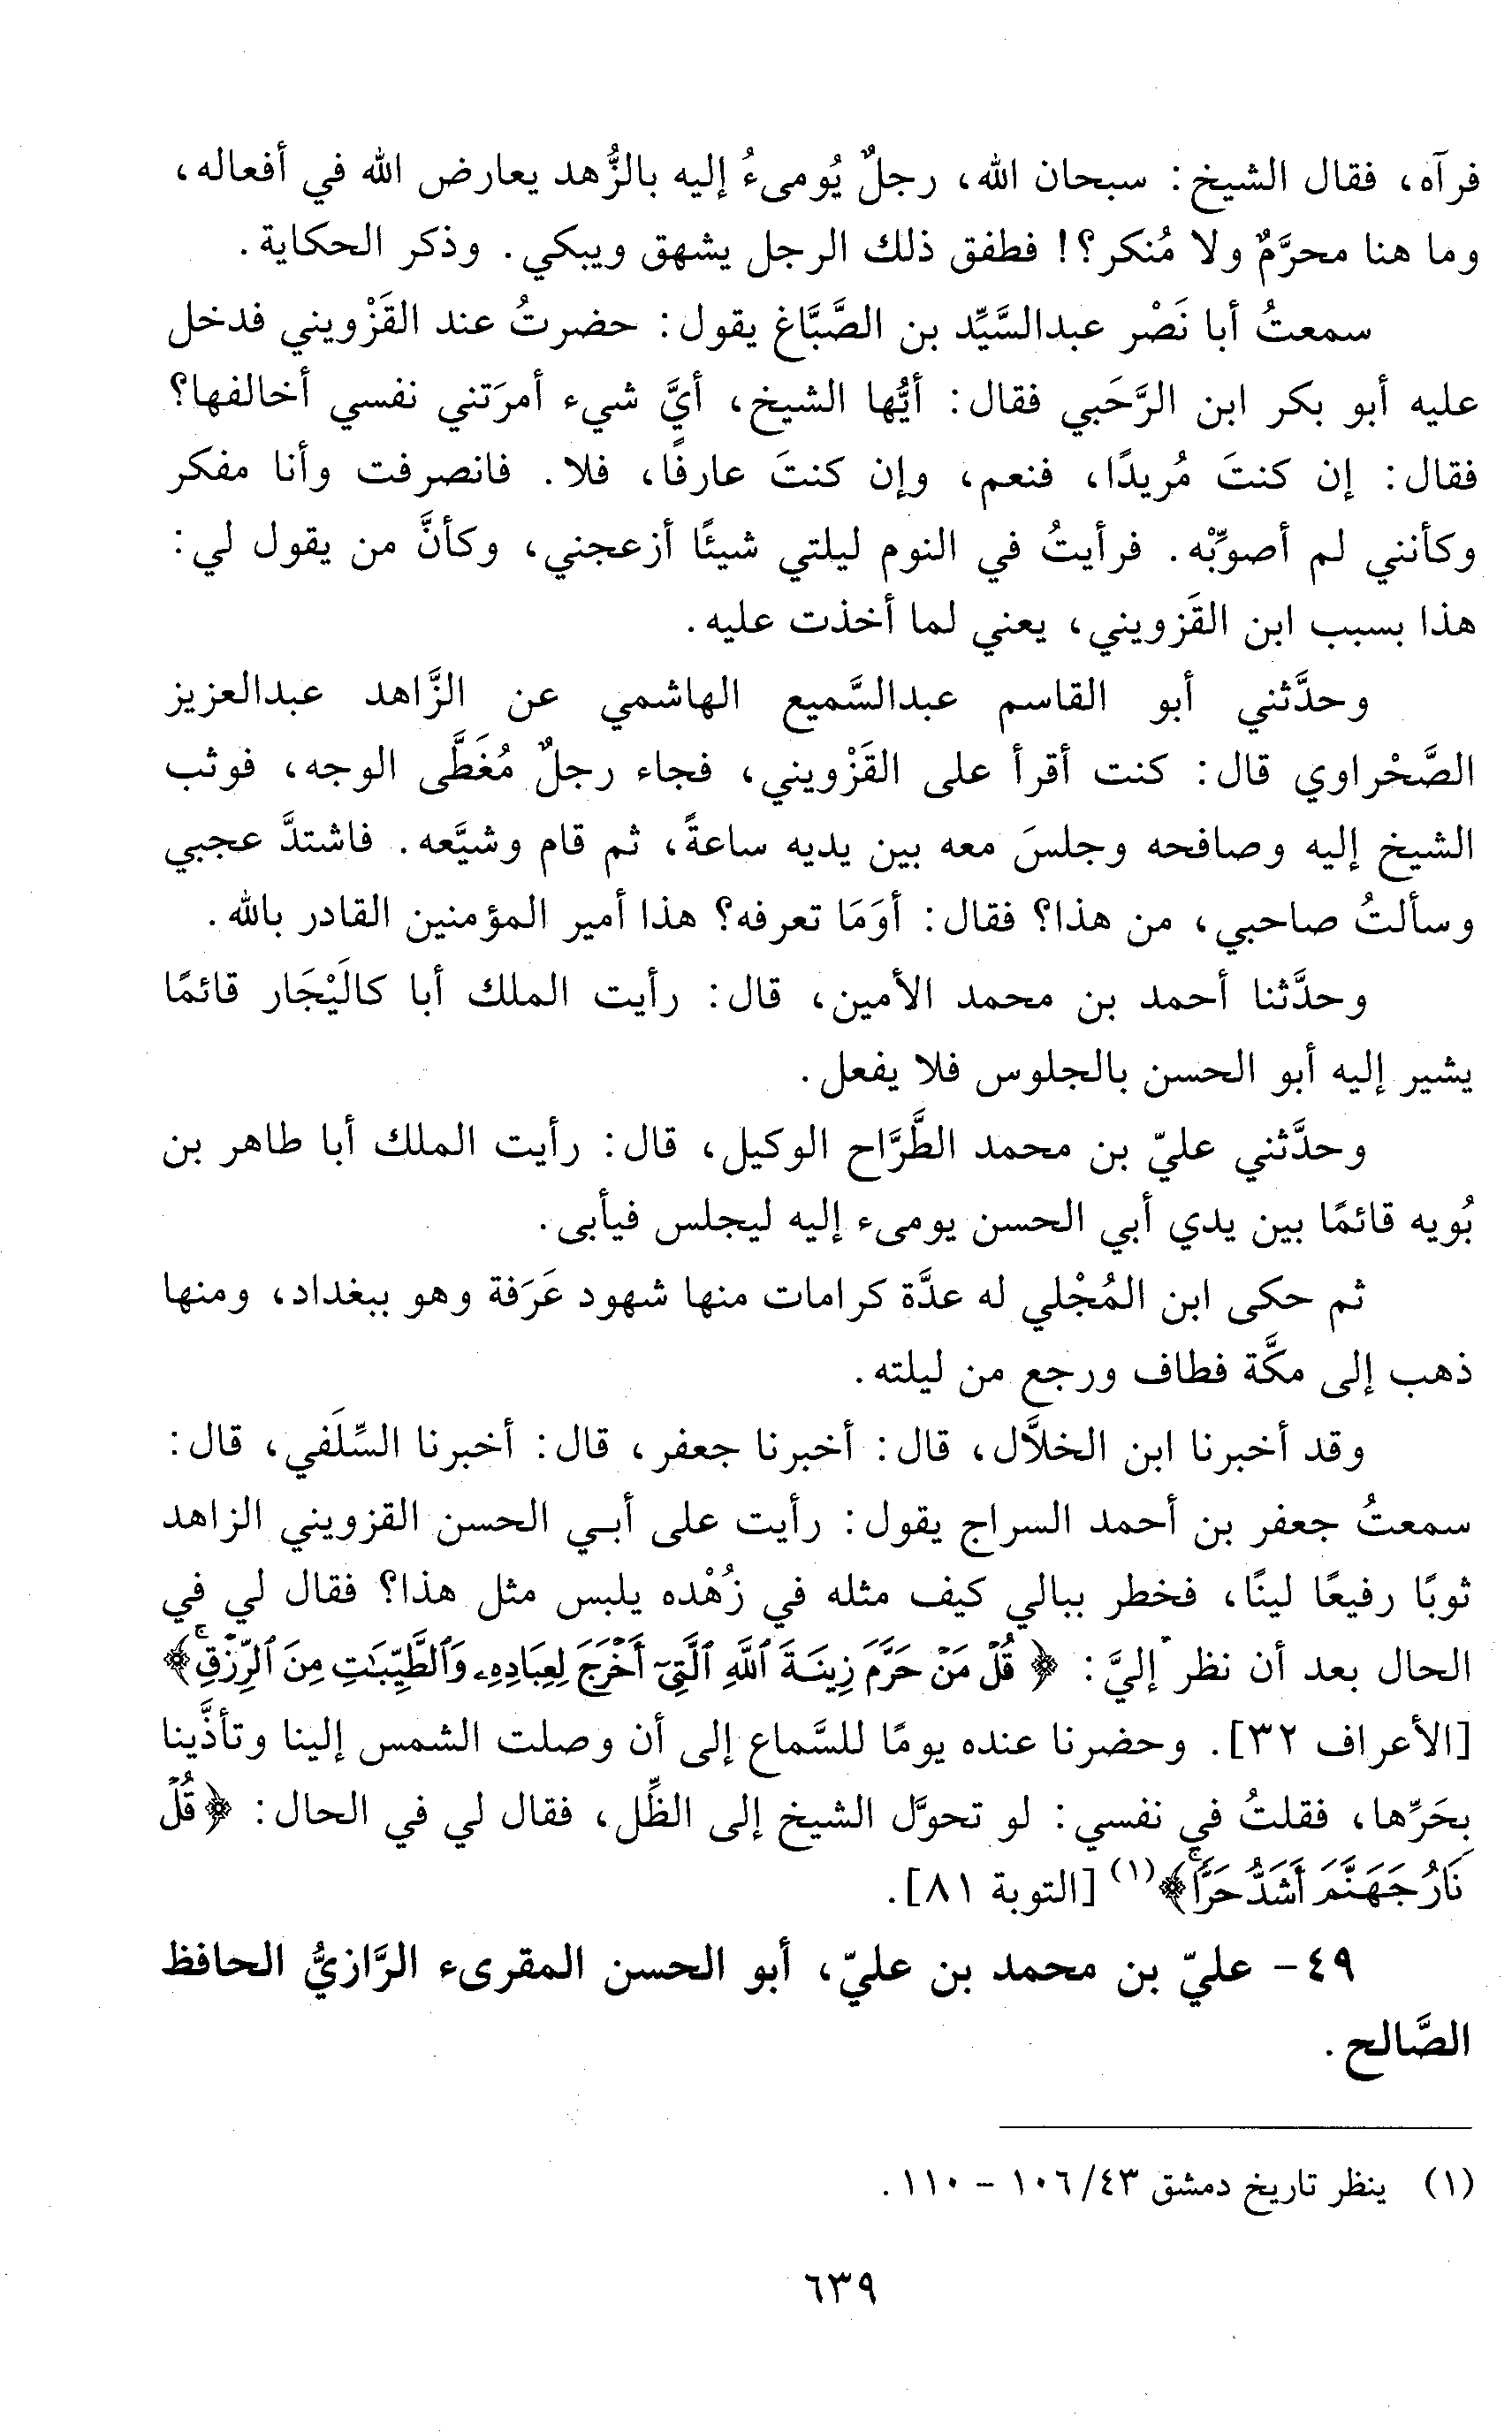 فرآه، فقال الشيخ: سبحان الله، رجلٌ يُومىءُ إليه بالزُّهد يعارض الله في أفعاله،
وما هنا محرَّمٌ ولا مُنكر؟! فطفق ذلك الرجل يشهق ويبكي. وذكر الحكاية.
سمعتُ أبا نَصْر عبدالسَّيِّد بن الصَّبَّاغ يقول: حضرتُ عند القَزْويني فدخل
عليه أبو بكر ابن الرَّحَبي فقال: أيُّها الشيخ، أيَّ شيء أمرَتني نفسي أخالفها؟
فقال: إن كنتَ مُريدًا، فنعم، وإن كنتَ عارفًا، فلا. فانصرفت وأنا مفكر
وكأنني لم أصوِّبْه. فرأيتُ في النوم ليلتي شيئًا أزعجني، وكأنَّ من يقول لي:
هذا بسبب ابن القَزويني، يعني لما أخذت عليه.
وحدَّثني أبو القاسم عبدالسَّميع الهاشمي عن الزَّاهد عبدالعزيز
الصَّحْراوي قال: كنت أقرأ على القَزْويني، فجاء رجلٌ مُغَطَّى الوجه، فوثب
الشيخ إليه وصافحه وجلسَ معه بين يديه ساعةً، ثم قام وشيَّعه. فاشتدَّ عجبي
وسألتُ صاحبي، من هذا؟ فقال: أوَمَا تعرفه؟ هذا أمير المؤمنين القادر بالله.
وحدَّثنا أحمد بن محمد الأمين، قال: رأيت الملك أبا كالَيْجَار قائمًا
يشير إليه أبو الحسن بالجلوس فلا يفعل.
وحدَّثني عليّ بن محمد الطَّرَّاح الوكيل، قال: رأيت الملك أبا طاهر بن
بُويه قائمًا بين يدي أبي الحسن يومىء إليه ليجلس فيأبى.
ثم حكى ابن المُجْلي له عدَّة كرامات منها شهود عَرَفة وهو ببغداد، ومنها
ذهب إلى مكَّة فطاف ورجع من ليلته.
وقد أخبرنا ابن الخلاَّل، قال: أخبرنا جعفر، قال: أخبرنا السِّلَفي، قال:
سمعتُ جعفر بن أحمد السراج يقول: رأيت على أبي الحسن القزويني الزاهد
ثوبًا رفيعًا لينًا، فخطر ببالي كيف مثله في زُهْده يلبس مثل هذا؟ فقال لي في
الحال بعد أن نظر إليَّ: ﴿قُلْ مَنْ حَرَّمَ زِينَةَ ٱللَّهِ ٱلَّتِىٓ أَخْرَجَ لِعِبَادِهِۦ وَٱلطَّيِّبَٰتِ مِنَ ٱلرِّزْقِۚ﴾
[الأعراف ٣٢]. وحضرنا عنده يومًا للسَّماع إلى أن وصلت الشمس إلينا وتأذَّينا
بِحَرِّها، فقلتُ في نفسي: لو تحوَّل الشيخ إلى الظِّل، فقال لي في الحال: ﴿قُلْ
نَارُ جَهَنَّمَ أَشَدُّ حَرًّاۚ﴾(١) [التوبة ٨١].
٤٩- عليّ بن محمد بن عليّ، أبو الحسن المقرىء الرَّازيُّ الحافظ
الصَّالح.
(١) ينظر تاريخ دمشق ٤٣/ ١٠٦ - ١١٠.
٦٣٩